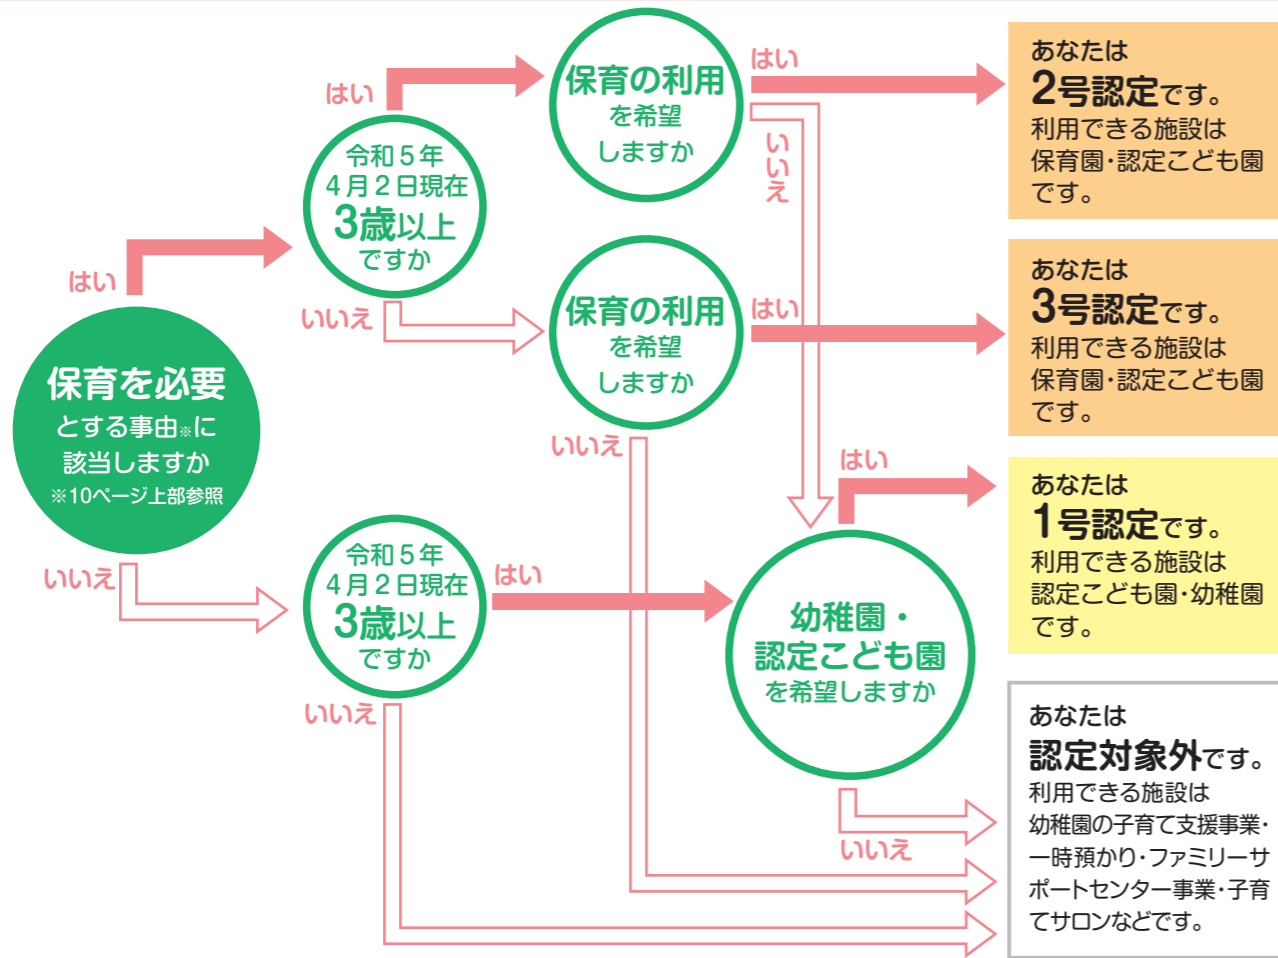 保育を必要
とする事由※に
該当しますか
※10ページ上部参照
はい
いいえ
令和5年
4月2日現在
3歳以上
ですか
はい
いいえ
保育の利用
を希望
しますか
はい
いいえ
あなたは
2号認定です。
利用できる施設は
保育園・認定こども園
です。
保育の利用
を希望
しますか
はい
いいえ
あなたは
3号認定です。
利用できる施設は
保育園・認定こども園
です。
令和5年
4月2日現在
3歳以上
ですか
はい
いいえ
幼稚園・
認定こども園
を希望しますか
はい
いいえ
あなたは
1号認定です。
利用できる施設は
認定こども園・幼稚園
です。
あなたは
認定対象外です。
利用できる施設は
幼稚園の子育て支援事業・
一時預かり・ファミリーサ
ポートセンター事業・子育
てサロンなどです。